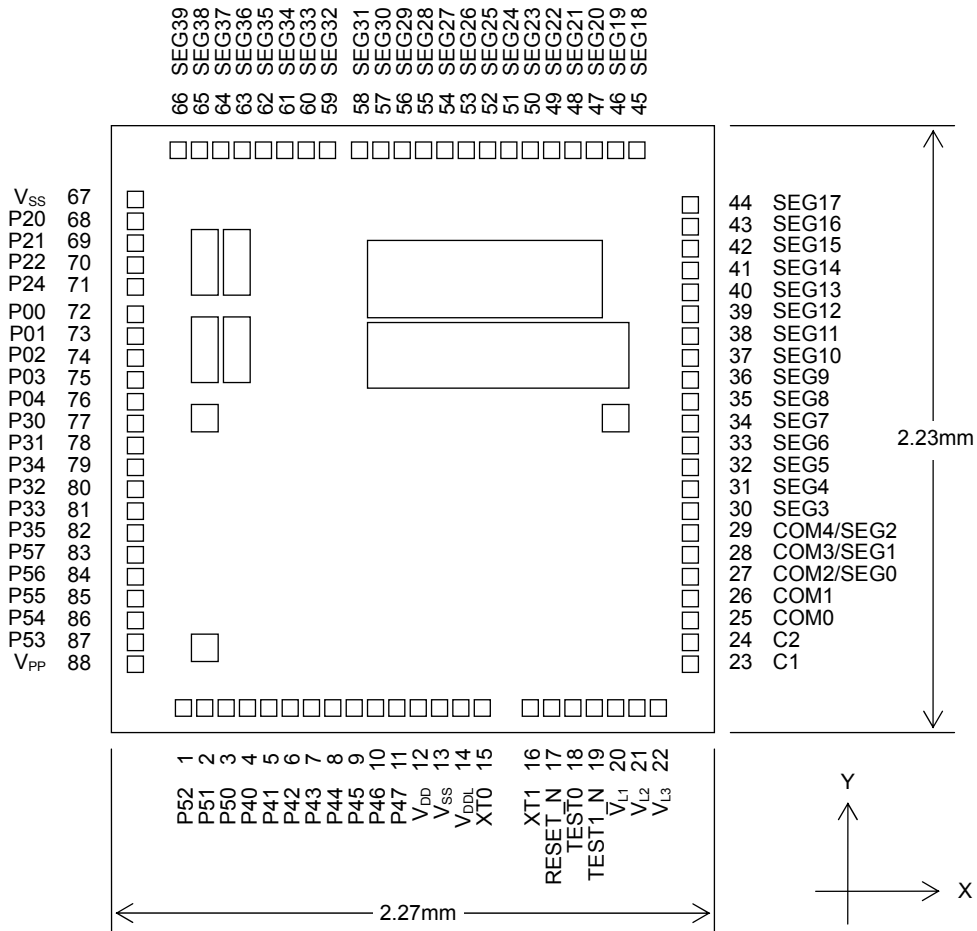 66 SEG39
65 SEG38
64 SEG37
63 SEG36
62 SEG35
61 SEG34
60 SEG33
59 SEG32
58 SEG31
57 SEG30
56 SEG29
55 SEG28
54 SEG27
53 SEG26
52 SEG25
51 SEG24
50 SEG23
49 SEG22
48 SEG21
47 SEG20
46 SEG19
45 SEG18
VSS 67
P20 68
P21 69
P22 70
P24 71
P00 72
P01 73
P02 74
P03 75
P04 76
P30 77
P31 78
P34 79
P32 80
P33 81
P35 82
P57 83
P56 84
P55 85
P54 86
P53 87
VPP 88
44 SEG17
43 SEG16
42 SEG15
41 SEG14
40 SEG13
39 SEG12
38 SEG11
37 SEG10
36 SEG9
35 SEG8
34 SEG7
33 SEG6
32 SEG5
31 SEG4
30 SEG3
29 COM4/SEG2
28 COM3/SEG1
27 COM2/SEG0
26 COM1
25 COM0
24 C2
23 C1
2.23mm
P52 1
P51 2
P50 3
P40 4
P41 5
P42 6
P43 7
P44 8
P45 9
P46 10
P47 11
VDD 12
VSS 13
VDDL 14
XT0 15
XT1 16
RESET_N 17
TEST0 18
TEST1_N 19
VL1 20
VL2 21
VL3 22
2.27mm
Y
X